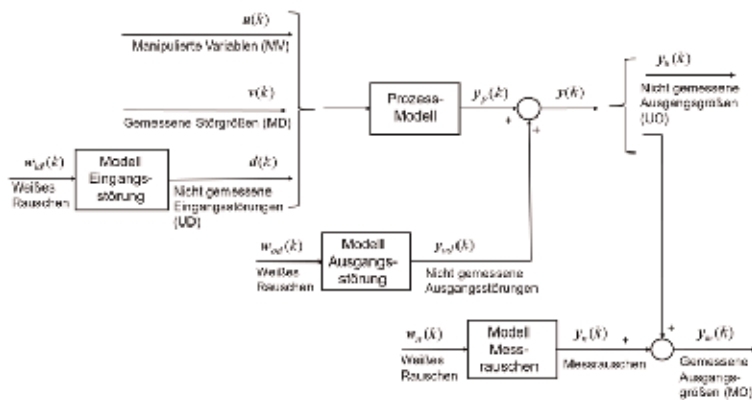 u(k)
Manipulierte Variablen (MV)
v(k)
Gemessene Störgrößen (MD)
w_id(k)
Weißes
Rauschen
Modell
Eingangs-
störung
d(k)
Nicht gemessene
Eingangsstörungen
(UD)
Prozess-
Modell
y_p(k)
+
+
y(k)
y_u(k)
Nicht gemessene
Ausgangsgrößen
(UO)
w_od(k)
Weißes
Rauschen
Modell
Ausgangs-
störung
y_od(k)
Nicht gemessene
Ausgangsstörungen
w_n(k)
Weißes
Rauschen
Modell
Mess-
rauschen
y_n(k)
Messrauschen
+
+
y_m(k)
Gemessene
Ausgangs-
größen (MO)